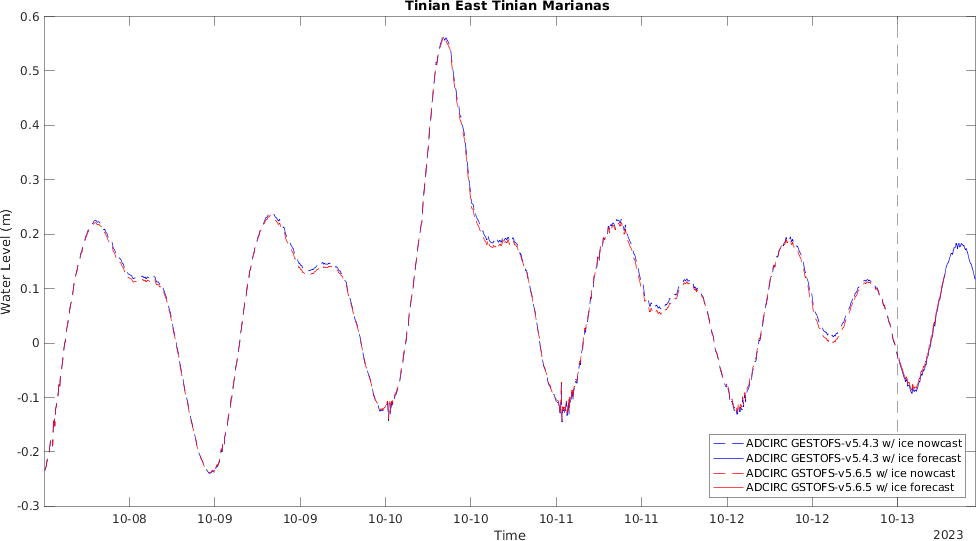 Tinian East Tinian Marianas
0.6
0.5
0.4
0.3
0.2
0.1
0
-0.1
-0.2
-0.3
Water Level (m)
ADCIRC GESTOFS-v5.4.3 w/ ice nowcast
ADCIRC GESTOFS-v5.4.3 w/ ice forecast
ADCIRC GSTOFS-v5.6.5 w/ ice nowcast
ADCIRC GSTOFS-v5.6.5 w/ ice forecast
10-08 10-09 10-09 10-10 10-10 10-11 10-11 10-12 10-12 10-13
Time
2023